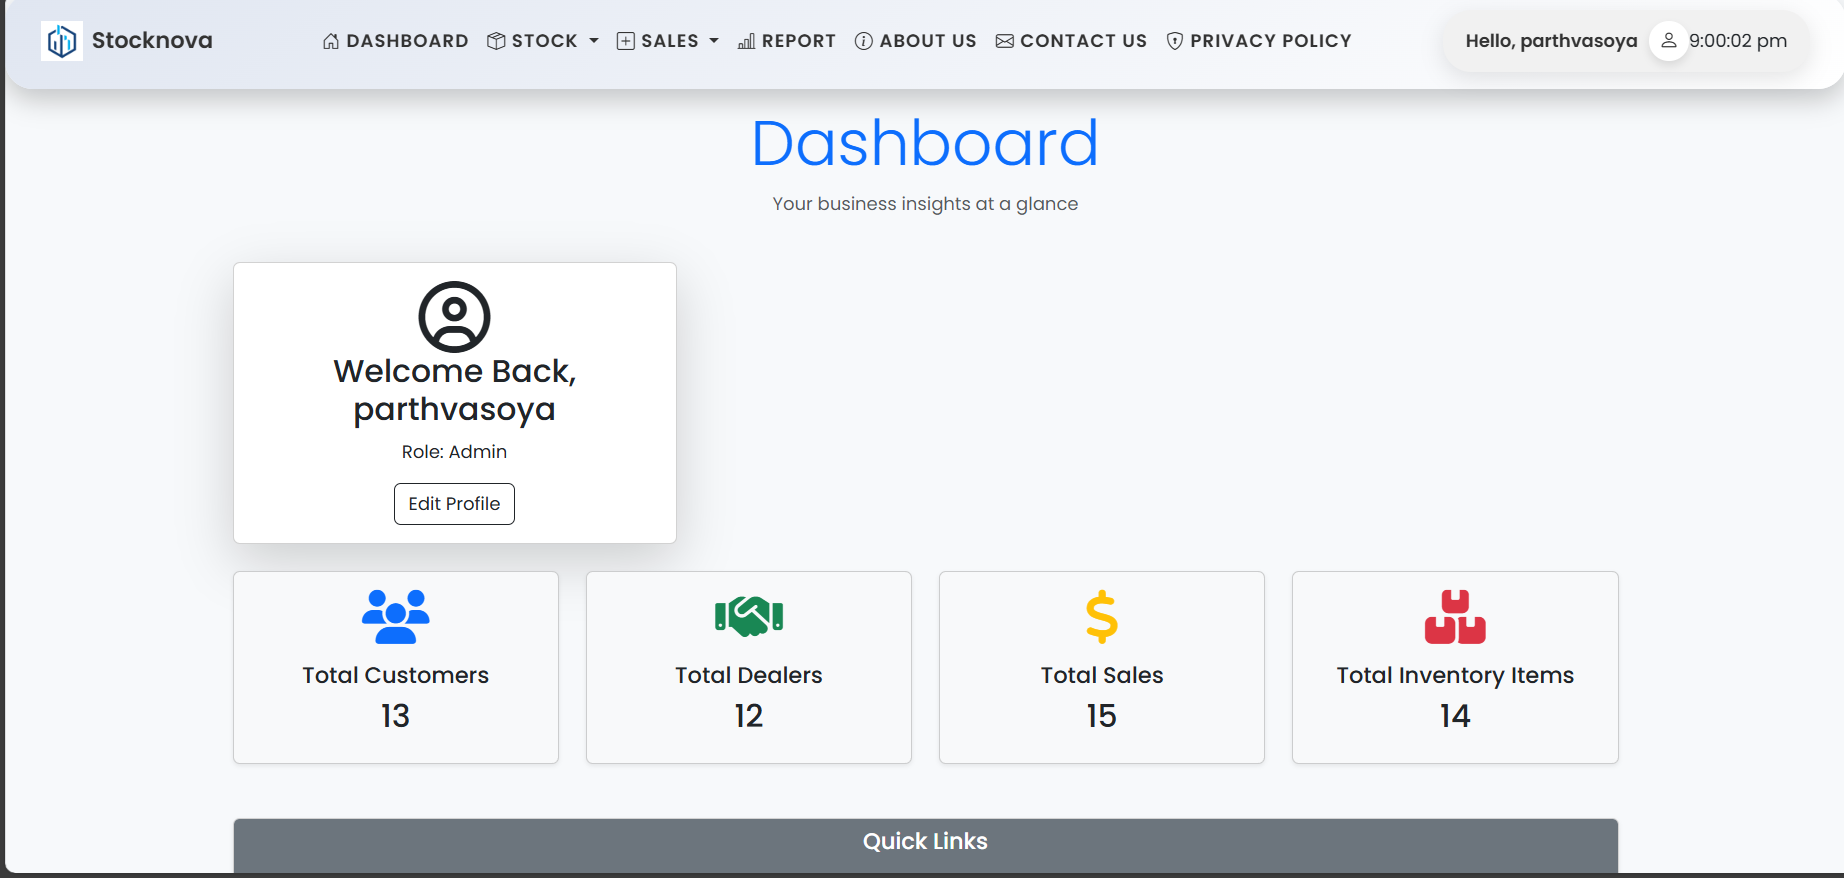 Stocknova
DASHBOARD
STOCK
SALES
REPORT
ABOUT US
CONTACT US
PRIVACY POLICY
Hello, parthvasoya
9:00:02 pm
Dashboard
Your business insights at a glance
Welcome Back,
parthvasoya
Role: Admin
Edit Profile
Total Customers
13
Total Dealers
12
Total Sales
15
Total Inventory Items
14
Quick Links